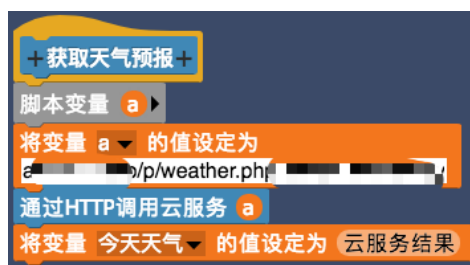 +获取天气预报+
脚本变量 a
将变量 a 的值设定为
/p/weather.php
通过HTTP调用云服务 a
将变量 今天天气 的值设定为 云服务结果